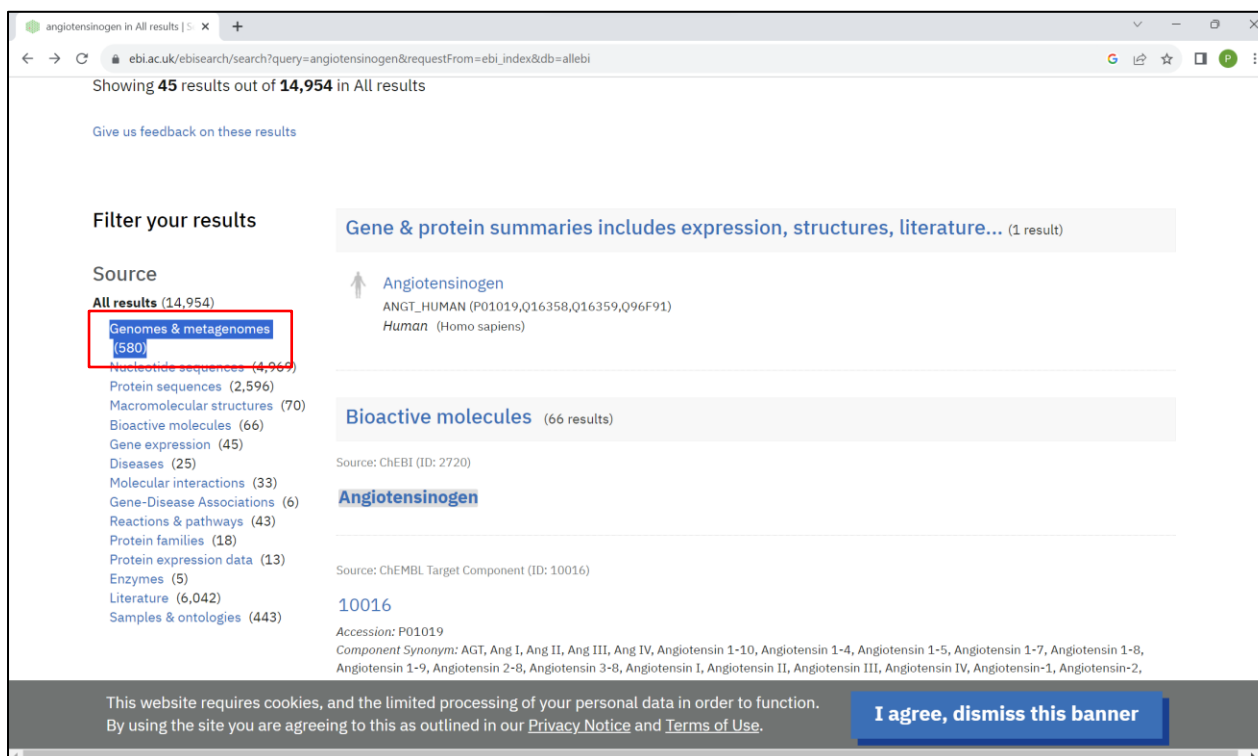 angiotensinogen in All results | S
ebi.ac.uk/ebisearch/search?query=angiotensinogen&requestFrom=ebi_index&db=allebi
G
P
Showing 45 results out of 14,954 in All results
Give us feedback on these results
Filter your results
Source
All results (14,954)
Genomes & metagenomes
(580)
Nucleotide sequences (4,969)
Protein sequences (2,596)
Macromolecular structures (70)
Bioactive molecules (66)
Gene expression (45)
Diseases (25)
Molecular interactions (33)
Gene-Disease Associations (6)
Reactions & pathways (43)
Protein families (18)
Protein expression data (13)
Enzymes (5)
Literature (6,042)
Samples & ontologies (443)
Gene & protein summaries includes expression, structures, literature... (1 result)
Angiotensinogen
ANGT_HUMAN (P01019,Q16358,Q16359,Q96F91)
Human (Homo sapiens)
Bioactive molecules (66 results)
Source: ChEBI (ID: 2720)
Angiotensinogen
Source: ChEMBL Target Component (ID: 10016)
10016
Accession: P01019
Component Synonym: AGT, Ang I, Ang II, Ang III, Ang IV, Angiotensin 1-10, Angiotensin 1-4, Angiotensin 1-5, Angiotensin 1-7, Angiotensin 1-8,
Angiotensin 1-9, Angiotensin 2-8, Angiotensin 3-8, Angiotensin I, Angiotensin II, Angiotensin III, Angiotensin IV, Angiotensin-1, Angiotensin-2,
This website requires cookies, and the limited processing of your personal data in order to function.
By using the site you are agreeing to this as outlined in our Privacy Notice and Terms of Use.
I agree, dismiss this banner